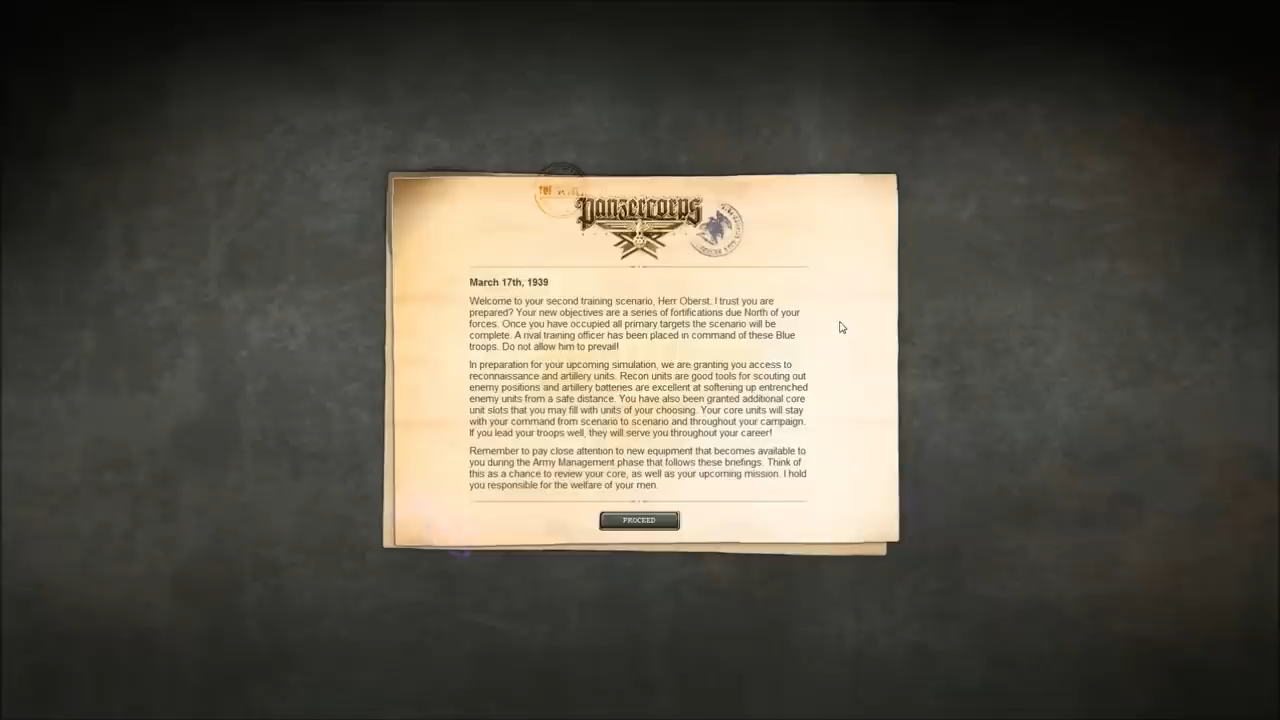 Panzercorps
March 17th, 1939
Welcome to your second training scenario, Herr Oberst. I trust you are
prepared? Your new objectives are a series of fortifications due North of your
forces. Once you have occupied all primary targets the scenario will be
complete. A rival training officer has been placed in command of these Blue
troops. Do not allow him to prevail!
In preparation for your upcoming simulation, we are granting you access to
reconnaissance and artillery units. Recon units are good tools for scouting out
enemy positions and artillery batteries are excellent at softening up entrenched
enemy units from a safe distance. You have also been granted additional core
unit slots that you may fill with units of your choosing. Your core units will stay
with your command from scenario to scenario and throughout your campaign.
If you lead your troops well, they will serve you throughout your career!
Remember to pay close attention to new equipment that becomes available to
you during the Army Management phase that follows these briefings. Think of
this as a chance to review your core, as well as your upcoming mission. I hold
you responsible for the welfare of your men.
PROCEED